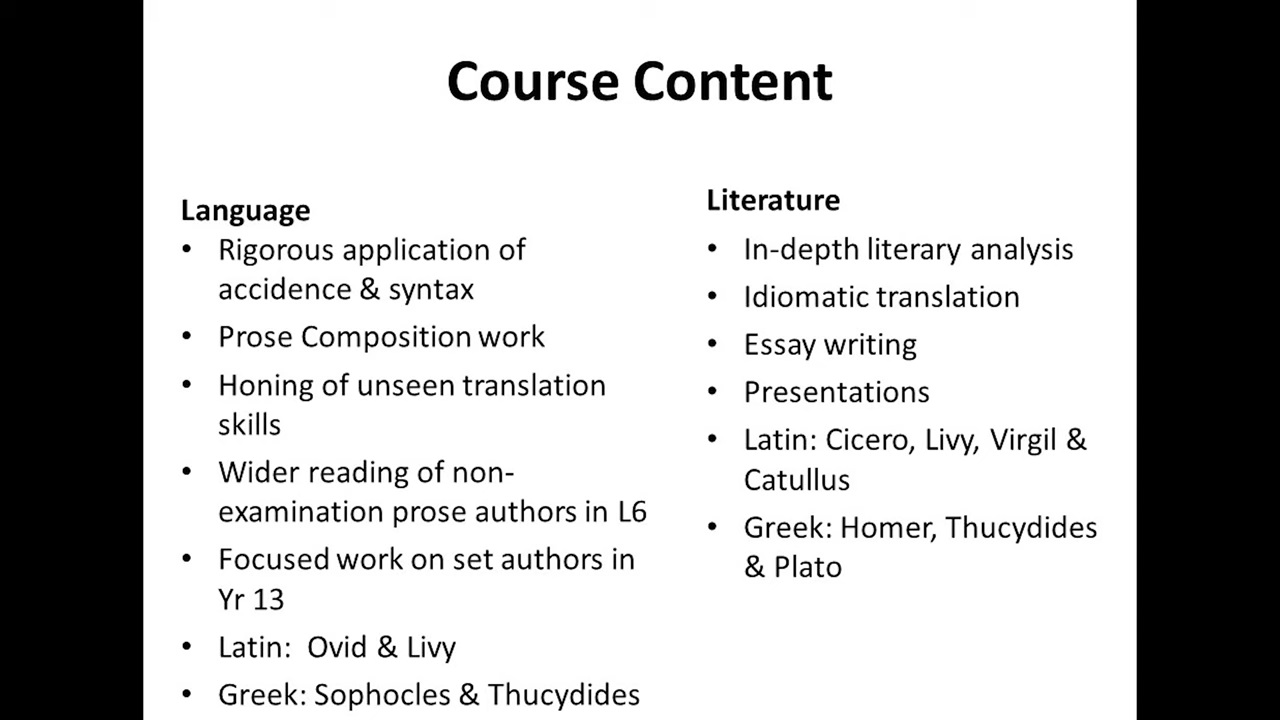 Course Content
Language
• Rigorous application of
accidence & syntax
• Prose Composition work
• Honing of unseen translation
skills
• Wider reading of non-
examination prose authors in L6
• Focused work on set authors in
Yr 13
• Latin:  Ovid & Livy
• Greek: Sophocles & Thucydides
Literature
• In-depth literary analysis
• Idiomatic translation
• Essay writing
• Presentations
• Latin: Cicero, Livy, Virgil &
Catullus
• Greek: Homer, Thucydides
& Plato